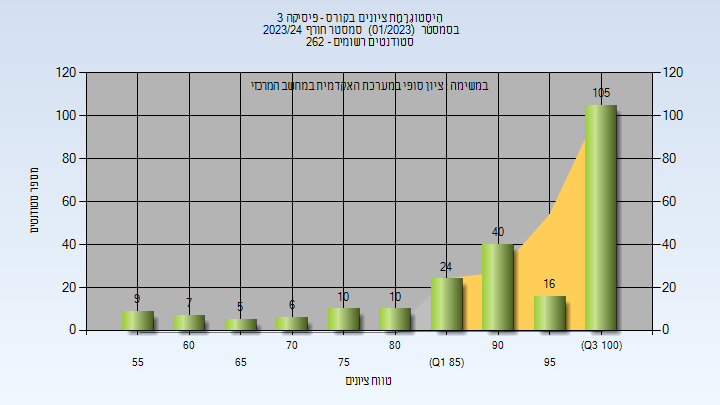 היסטוגרמת ציונים בקורס - פיסיקה 3
בסמסטר (01/2023) סמסטר חורף 2023/24
סטודנטים רשומים - 262
במשימה : ציון סופי במערכת האקדמית במחשב המרכזי
120 120
100 100
80 80
60 60
40 40
20 20
0 0
9 7 5 6 10 10 24 40 16 105
מספר סטודנטים
60 70 80 90 (Q3 100)
55 65 75 (Q1 85) 95
טווח ציונים